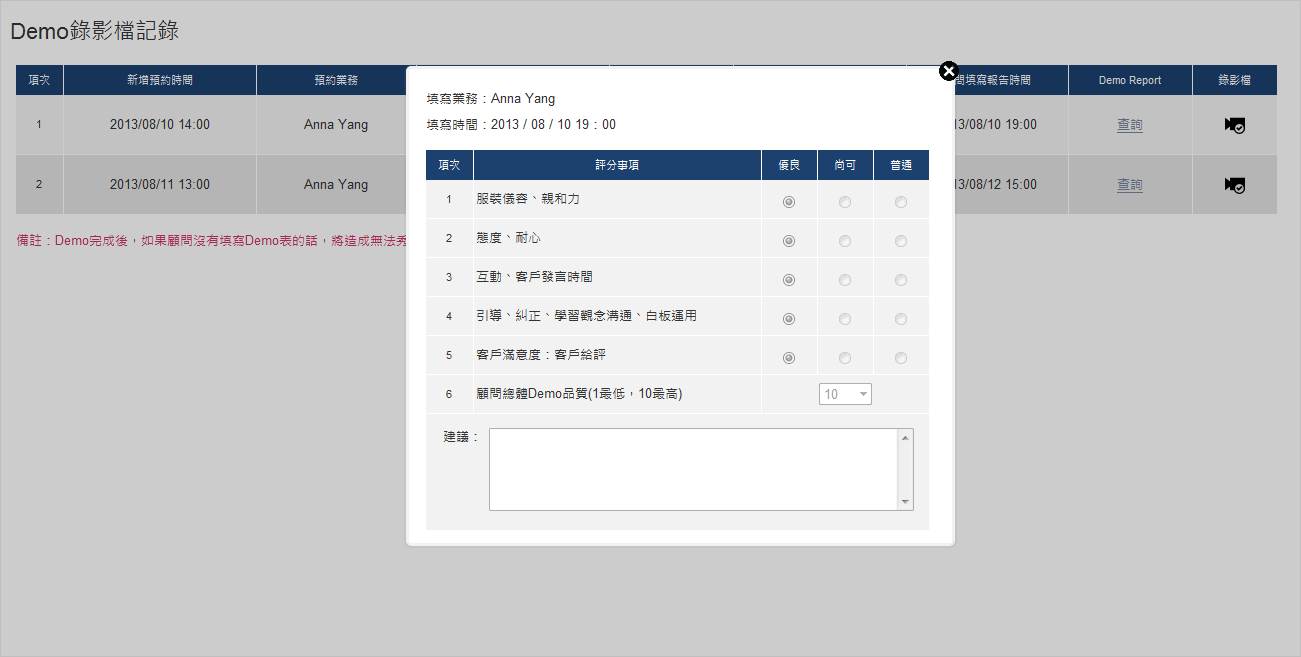 Demo錄影檔記錄
項次 新增預約時間 預約業務 填寫報告時間 Demo Report 錄影檔
1 2013/08/10 14:00 Anna Yang 13/08/10 19:00 查詢
2 2013/08/11 13:00 Anna Yang 13/08/12 15:00 查詢
備註：Demo完成後，如果顧問沒有填寫Demo表的話，將造成無法
填寫業務：Anna Yang
填寫時間：2013 / 08 / 10 19：00
項次 評分事項 優良 尚可 普通
1 服裝儀容、親和力
2 態度、耐心
3 互動、客戶發言時間
4 引導、糾正、學習觀念溝通、白板運用
5 客戶滿意度：客戶給評
6 顧問總體Demo品質(1最低，10最高) 10
建議：